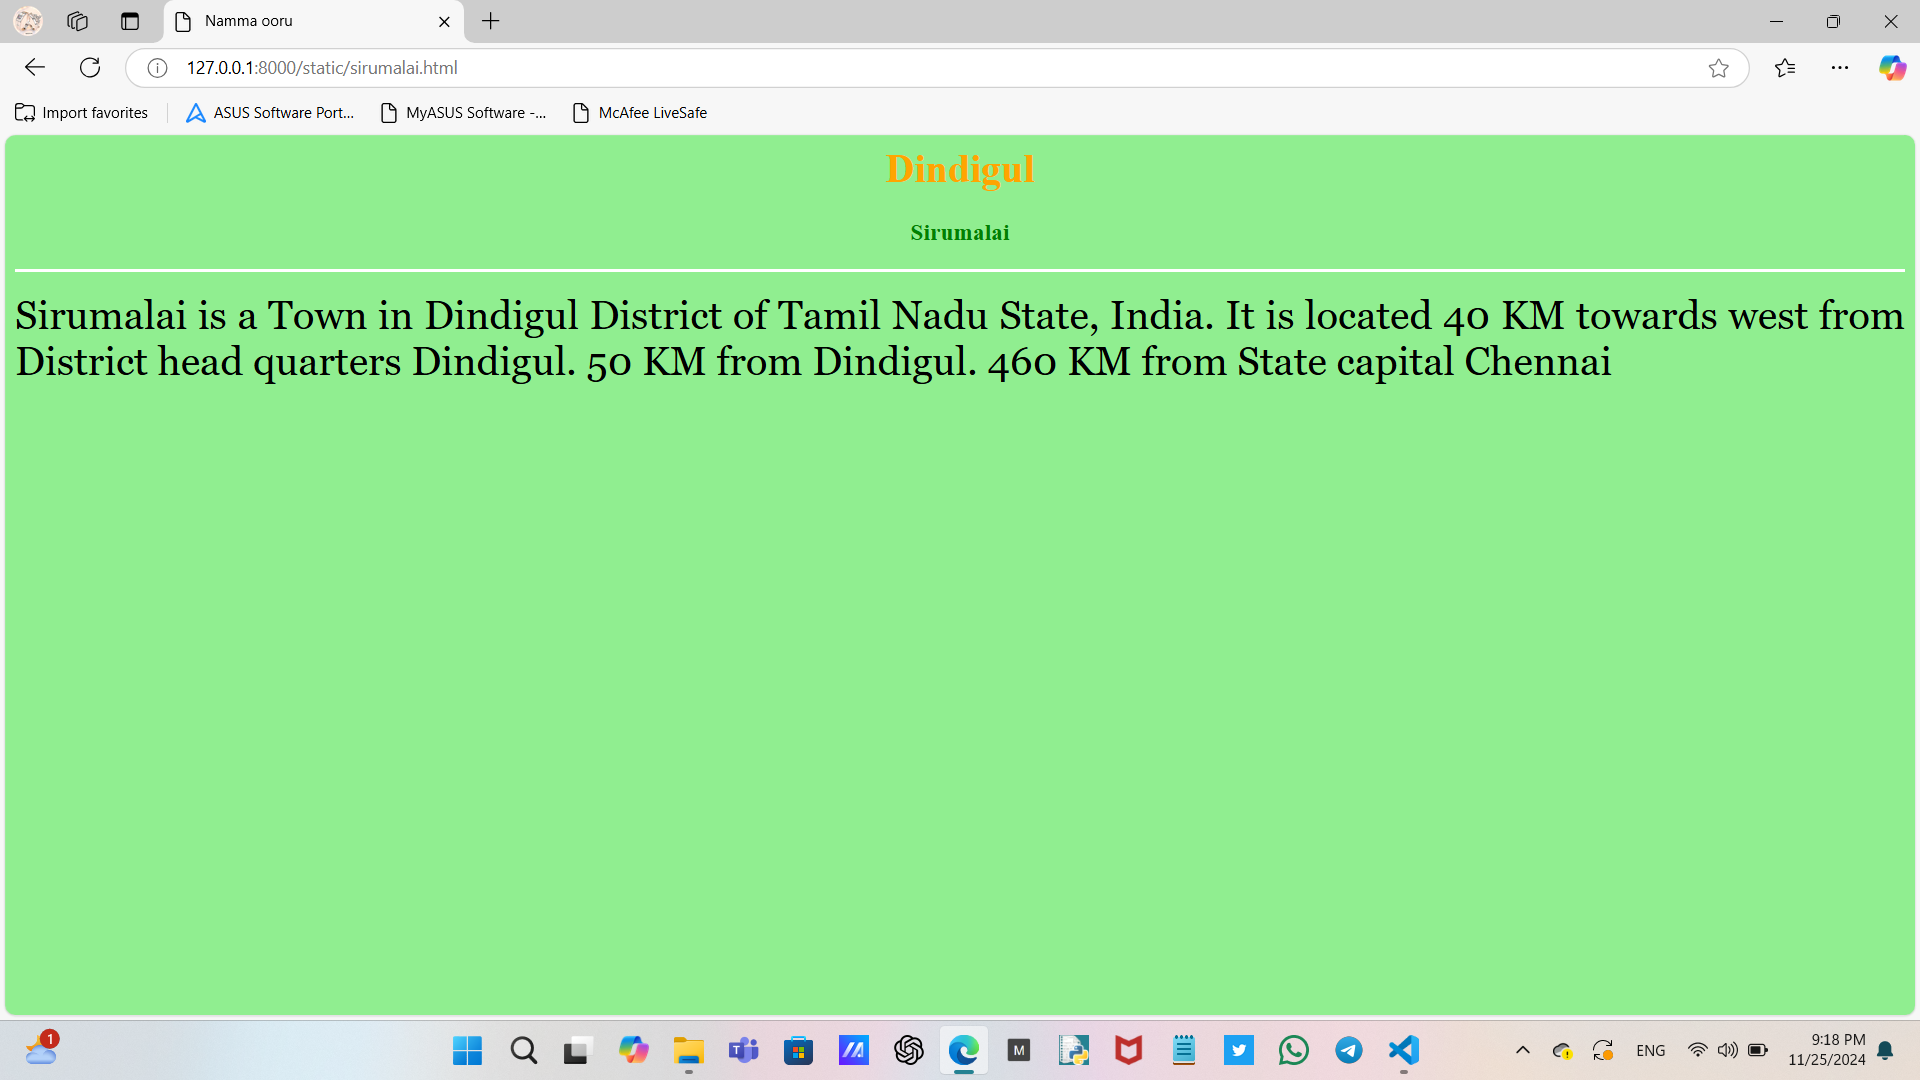 Namma ooru
127.0.0.1:8000/static/sirumalai.html
Import favorites
ASUS Software Port...
MyASUS Software -...
McAfee LiveSafe
Dindigul
Sirumalai
Sirumalai is a Town in Dindigul District of Tamil Nadu State, India. It is located 40 KM towards west from
District head quarters Dindigul. 50 KM from Dindigul. 460 KM from State capital Chennai
1
T
M
ENG
9:18 PM
11/25/2024